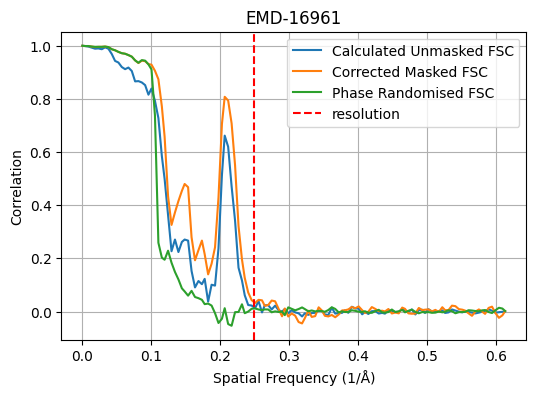 EMD-16961
Calculated Unmasked FSC
Corrected Masked FSC
Phase Randomised FSC
resolution
Correlation
1.0
0.8
0.6
0.4
0.2
0.0
0.0 0.1 0.2 0.3 0.4 0.5 0.6
Spatial Frequency (1/Å)